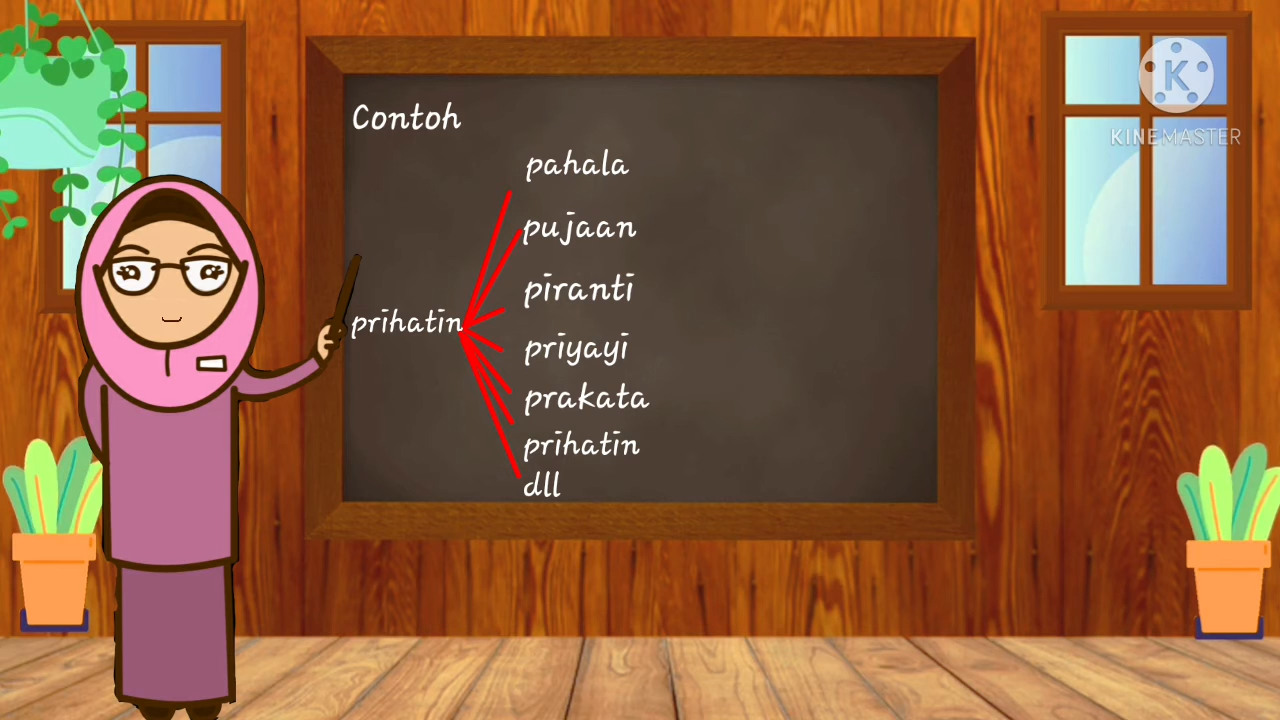 Contoh
prihatin
pahala
pujaan
piranti
priyayi
prakata
prihatin
dll
K
KINEMASTER